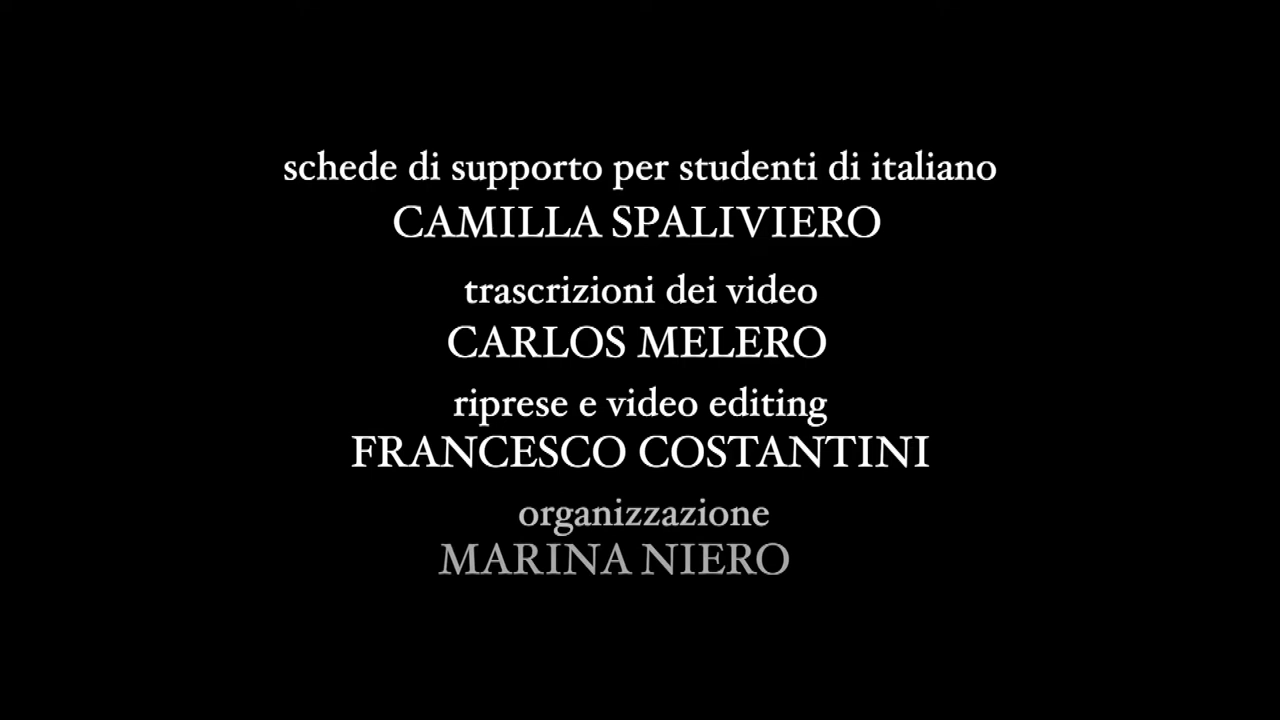 schede di supporto per studenti di italiano
CAMILLA SPALIVIERO
trascrizioni dei video
CARLOS MELERO
riprese e video editing
FRANCESCO COSTANTINI
organizzazione
MARINA NIERO